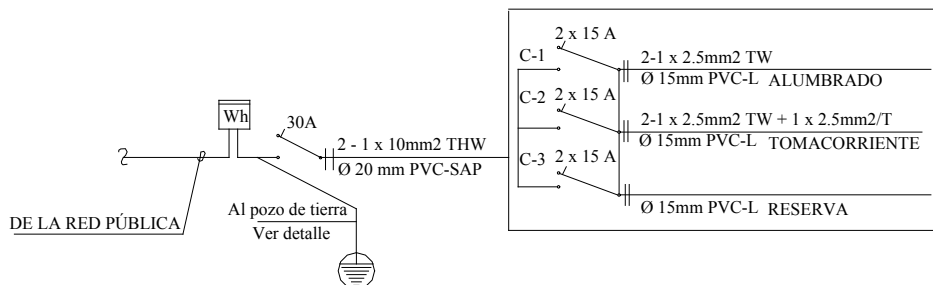 Wh
30A
2 - 1 x 10mm2 THW
Ø 20 mm PVC-SAP
DE LA RED PÚBLICA
Al pozo de tierra
Ver detalle
2 x 15 A
C-1
2-1 x 2.5mm2 TW
Ø 15mm PVC-L ALUMBRADO
C-2
2 x 15 A
2-1 x 2.5mm2 TW + 1 x 2.5mm2/T
Ø 15mm PVC-L TOMACORRIENTE
C-3
2 x 15 A
Ø 15mm PVC-L RESERVA